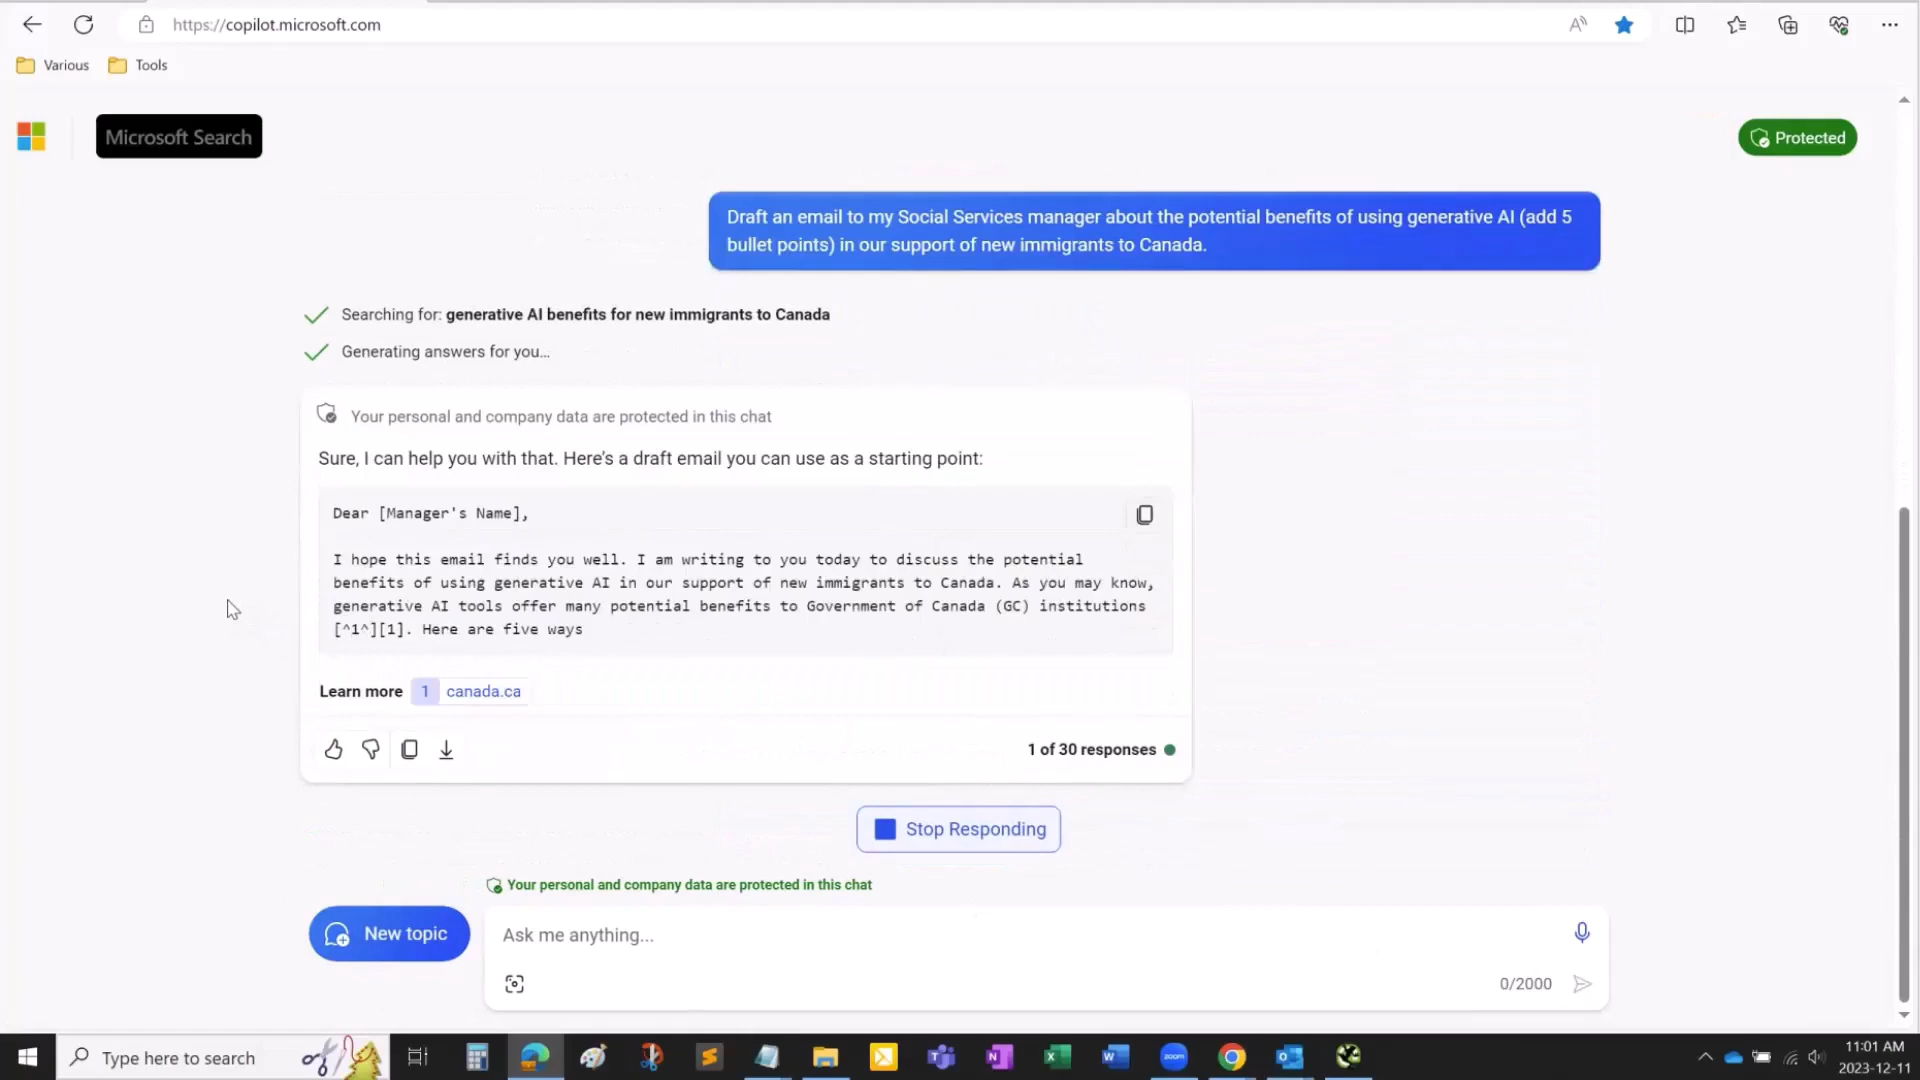 https://copilot.microsoft.com
Various
Tools
Microsoft Search
Protected
Draft an email to my Social Services manager about the potential benefits of using generative AI (add 5
bullet points) in our support of new immigrants to Canada.
Searching for: generative AI benefits for new immigrants to Canada
Generating answers for you...
Your personal and company data are protected in this chat
Sure, I can help you with that. Here's a draft email you can use as a starting point:
Dear [Manager's Name],
I hope this email finds you well. I am writing to you today to discuss the potential
benefits of using generative AI in our support of new immigrants to Canada. As you may know,
generative AI tools offer many potential benefits to Government of Canada (GC) institutions
[^1^][1]. Here are five ways
Learn more 1 canada.ca
1 of 30 responses
Stop Responding
Your personal and company data are protected in this chat
New topic
Ask me anything...
0/2000
Type here to search
zoom
11:01 AM
2023-12-11